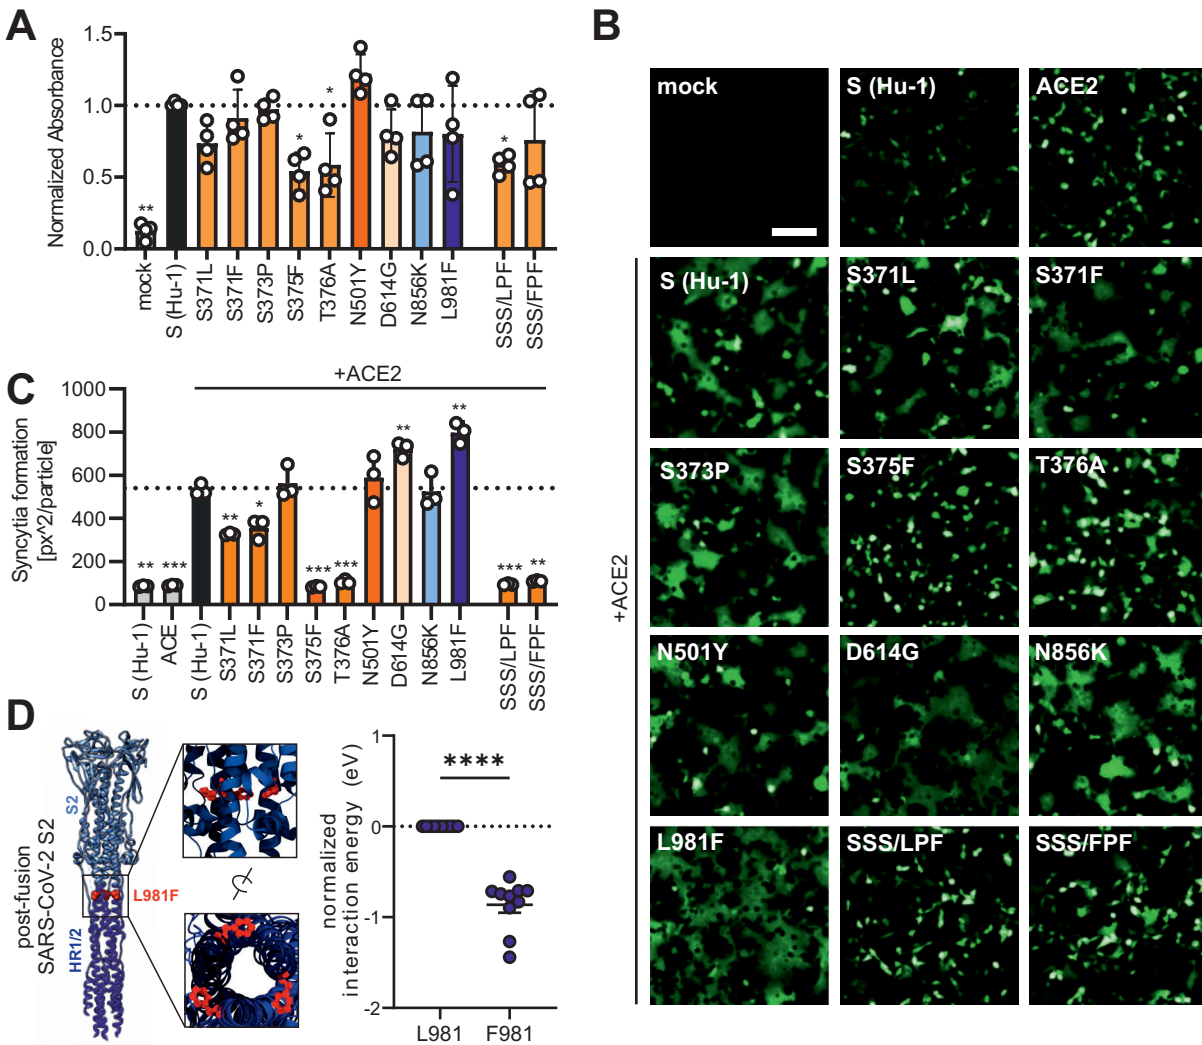 A
Normalized Absorbance
1.5
1.0
0.5
0.0
**
*
*
*
mock
S (Hu-1)
S371L
S371F
S373P
S375F
T376A
N501Y
D614G
N856K
L981F
SSS/LPF
SSS/FPF
B
mock
S (Hu-1)
ACE2
+ACE2
S (Hu-1)
S371L
S371F
S373P
S375F
T376A
N501Y
D614G
N856K
L981F
SSS/LPF
SSS/FPF
C
+ACE2
Syncytia formation
[px^2/particle]
1000
800
600
400
200
0
**
***
**
*
***
***
**
**
***
**
S (Hu-1)
ACE
S (Hu-1)
S371L
S371F
S373P
S375F
T376A
N501Y
D614G
N856K
L981F
SSS/LPF
SSS/FPF
D
post-fusion
SARS-CoV-2 S2
S2
HR1/2
L981F
normalized
interaction energy (eV)
1
0
-1
-2
****
L981
F981